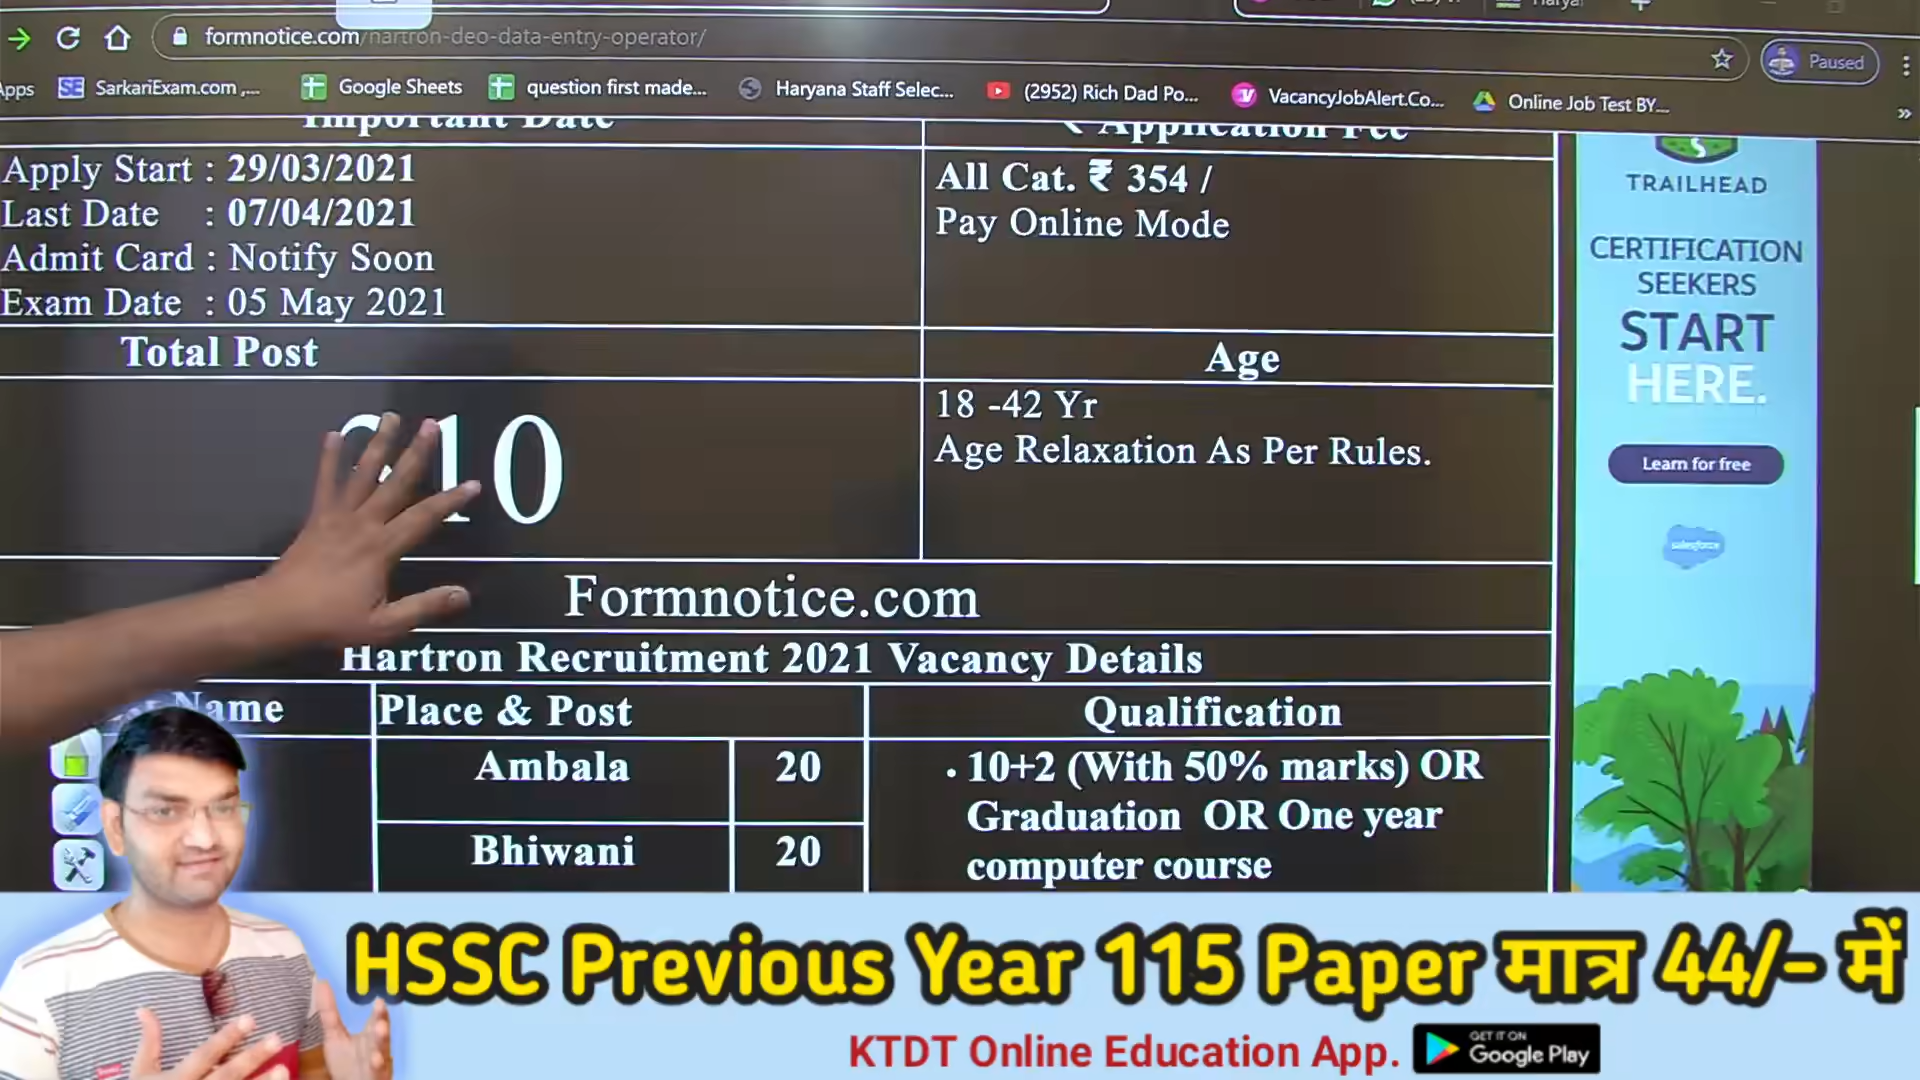 formnotice.com/hartron-deo-data-entry-operator/
Paused
Apps
SarkariExam.com ,...
Google Sheets
question first made...
Haryana Staff Selec...
(2952) Rich Dad Po...
VacancyJobAlert.Co...
Online Job Test BY...
»
Important Date
₹ Application Fee
Apply Start : 29/03/2021
Last Date : 07/04/2021
Admit Card : Notify Soon
Exam Date : 05 May 2021
All Cat. ₹ 354 /
Pay Online Mode
Total Post
Age
10
18 -42 Yr
Age Relaxation As Per Rules.
Formnotice.com
Hartron Recruitment 2021 Vacancy Details
Name
Place & Post
Qualification
Ambala 20
Bhiwani 20
• 10+2 (With 50% marks) OR
Graduation OR One year
computer course
TRAILHEAD
CERTIFICATION
SEEKERS
START
HERE.
Learn for free
salesforce
HSSC Previous Year 115 Paper मात्र 44/- में
KTDT Online Education App.
GET IT ON
Google Play